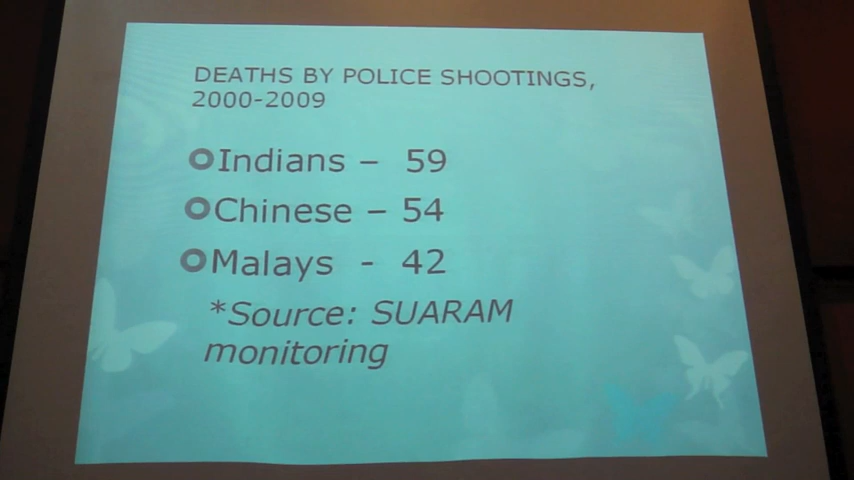 DEATHS BY POLICE SHOOTINGS,
2000-2009
Indians – 59
Chinese – 54
Malays - 42
*Source: SUARAM
monitoring